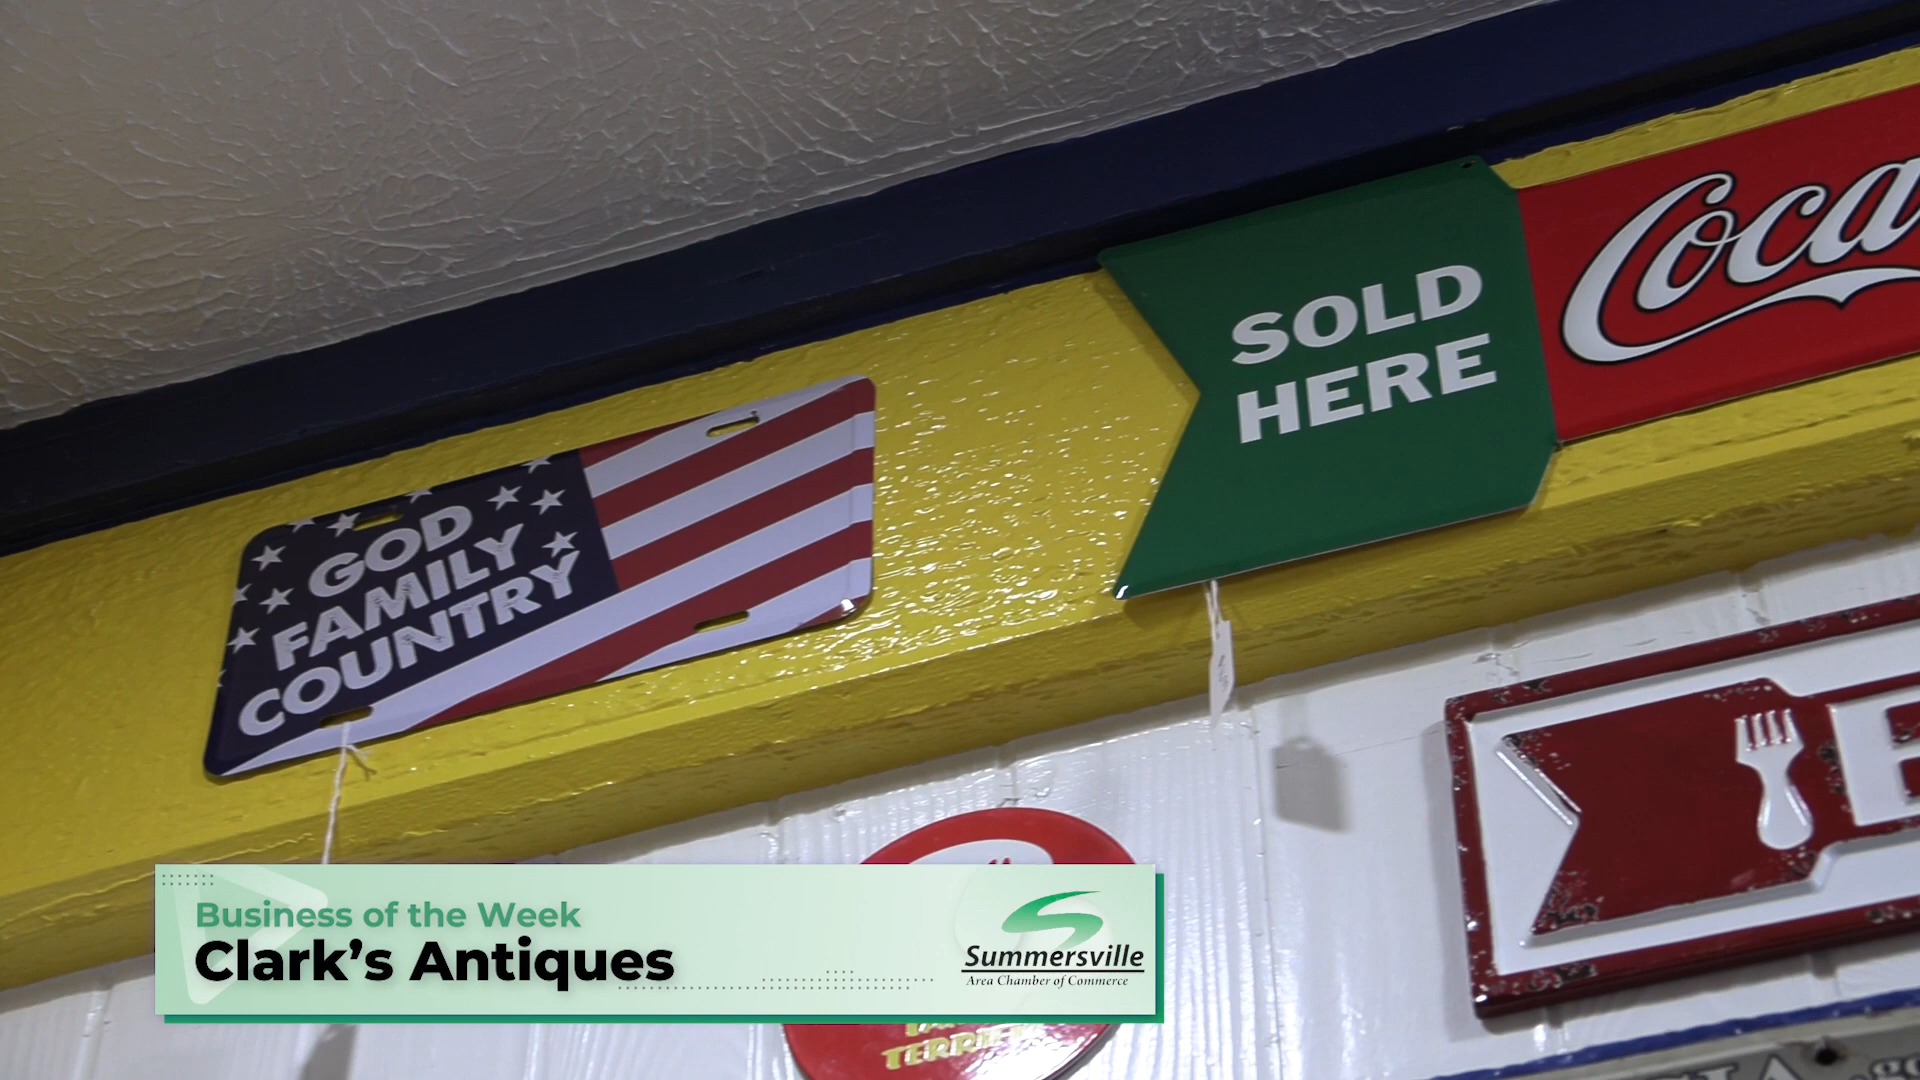 SOLD
HERE
Coca
GOD
FAMILY
COUNTRY
Business of the Week
Clark’s Antiques
Summersville
Area Chamber of Commerce